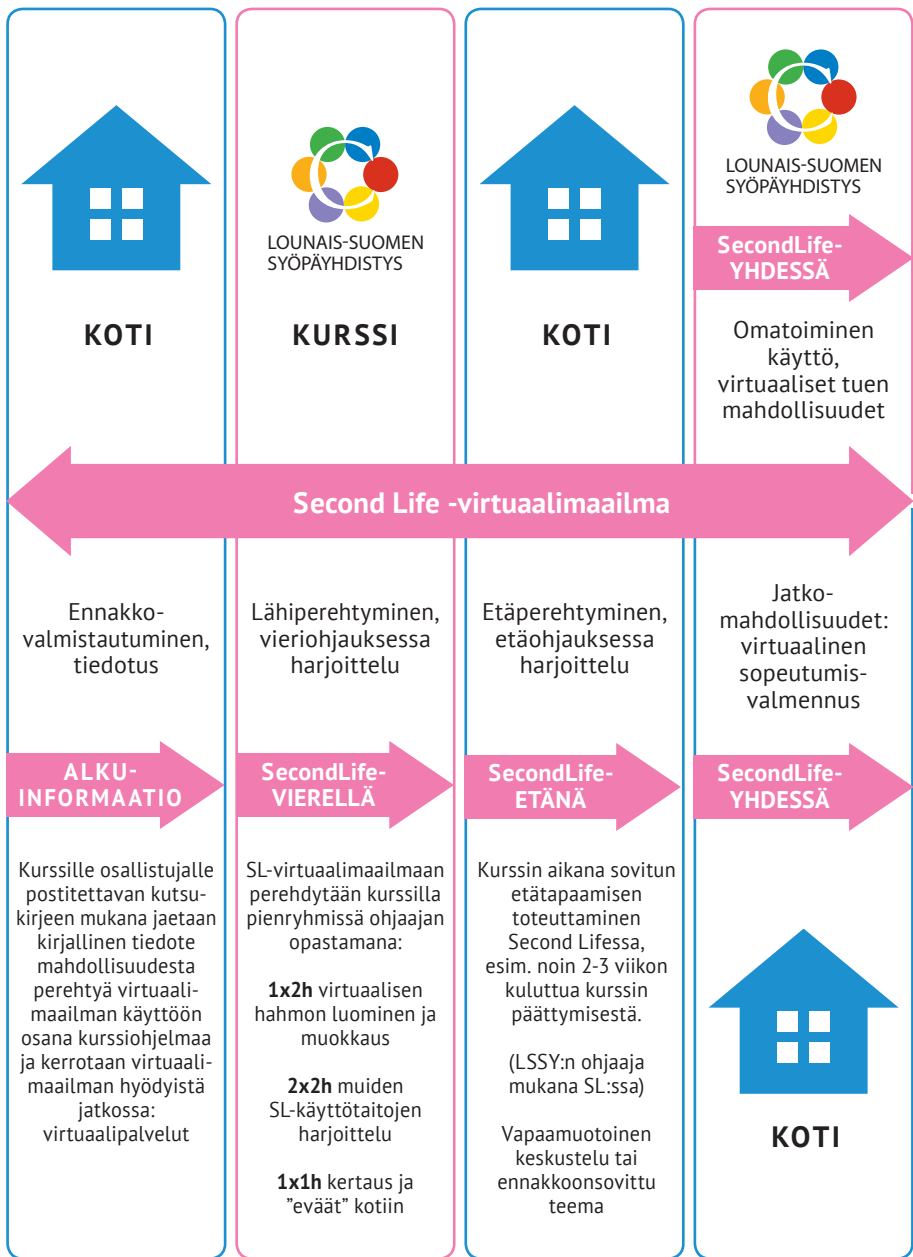 KOTI
Ennakko-
valmistautuminen,
tiedotus
ALKU-
INFORMAATIO
Kurssille osallistujalle
postitettavan kutsu-
kirjeen mukana jaetaan
kirjallinen tiedote
mahdollisuudesta
perehtyä virtuaali-
maailman käyttöön
osana kurssiohjelmaa
ja kerrotaan virtuaali-
maailman hyödyistä
jatkossa:
virtuaalipalvelut
LOUNAIS-SUOMEN
SYÖPÄYHDISTYS
KURSSI
Second Life -virtuaalimaailma
Lähiperehtyminen,
vieriohjauksessa
harjoittelu
SecondLife-
VIERELLÄ
SL-virtuaalimaailmaan
perehdytään kurssilla
pienryhmissä ohjaajan
opastamana:
1x2h virtuaalisen
hahmon luominen ja
muokkaus
2x2h muiden
SL-käyttötaitojen
harjoittelu
1x1h kertaus ja
”eväät” kotiin
KOTI
Etäperehtyminen,
etäohjauksessa
harjoittelu
SecondLife-
ETÄNÄ
Kurssin aikana sovitun
etätapaamisen
toteuttaminen
Second Lifessa,
esim. noin 2-3 viikon
kuluttua kurssin
päättymisestä.
(LSSY:n ohjaaja
mukana SL:ssa)
Vapaamuotoinen
keskustelu tai
ennakkoonsovittu
teema
LOUNAIS-SUOMEN
SYÖPÄYHDISTYS
SecondLife-
YHDESSÄ
Omatoiminen
käyttö,
virtuaaliset tuen
mahdollisuudet
Jatko-
mahdollisuudet:
virtuaalinen
sopeutumis-
valmennus
SecondLife-
YHDESSÄ
KOTI